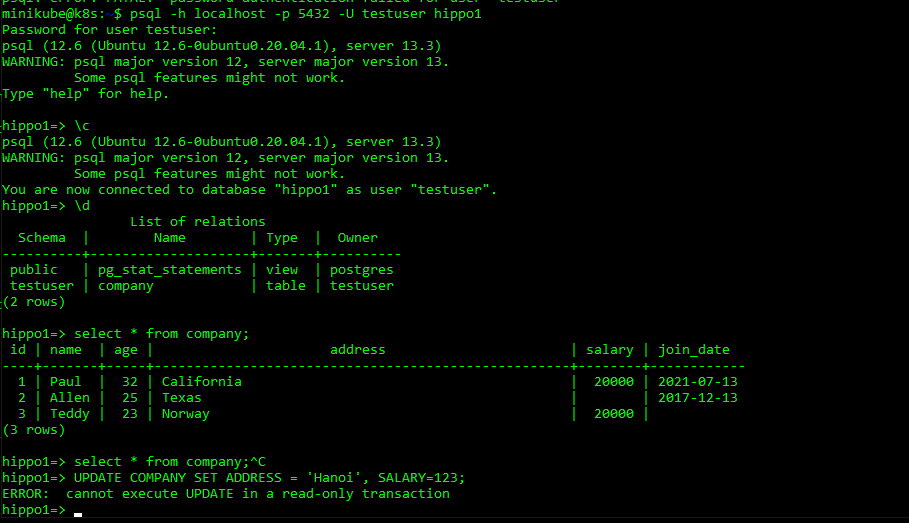 minikube@k8s:~$ psql -h localhost -p 5432 -U testuser hippo1
Password for user testuser:
psql (12.6 (Ubuntu 12.6-0ubuntu0.20.04.1), server 13.3)
WARNING: psql major version 12, server major version 13.
         Some psql features might not work.
Type "help" for help.

hippo1=> \c
psql (12.6 (Ubuntu 12.6-0ubuntu0.20.04.1), server 13.3)
WARNING: psql major version 12, server major version 13.
         Some psql features might not work.
You are now connected to database "hippo1" as user "testuser".
hippo1=> \d
                List of relations
  Schema  |        Name        | Type  |  Owner
----------+--------------------+-------+----------
 public   | pg_stat_statements | view  | postgres
 testuser | company            | table | testuser
(2 rows)

hippo1=> select * from company;
 id | name  | age |                      address                       | salary | join_date
----+-------+-----+----------------------------------------------------+--------+------------
  1 | Paul  |  32 | California                                         |  20000 | 2021-07-13
  2 | Allen |  25 | Texas                                              |        | 2017-12-13
  3 | Teddy |  23 | Norway                                             |  20000 |
(3 rows)

hippo1=> select * from company;^C
hippo1=> UPDATE COMPANY SET ADDRESS = 'Hanoi', SALARY=123;
ERROR:  cannot execute UPDATE in a read-only transaction
hippo1=>